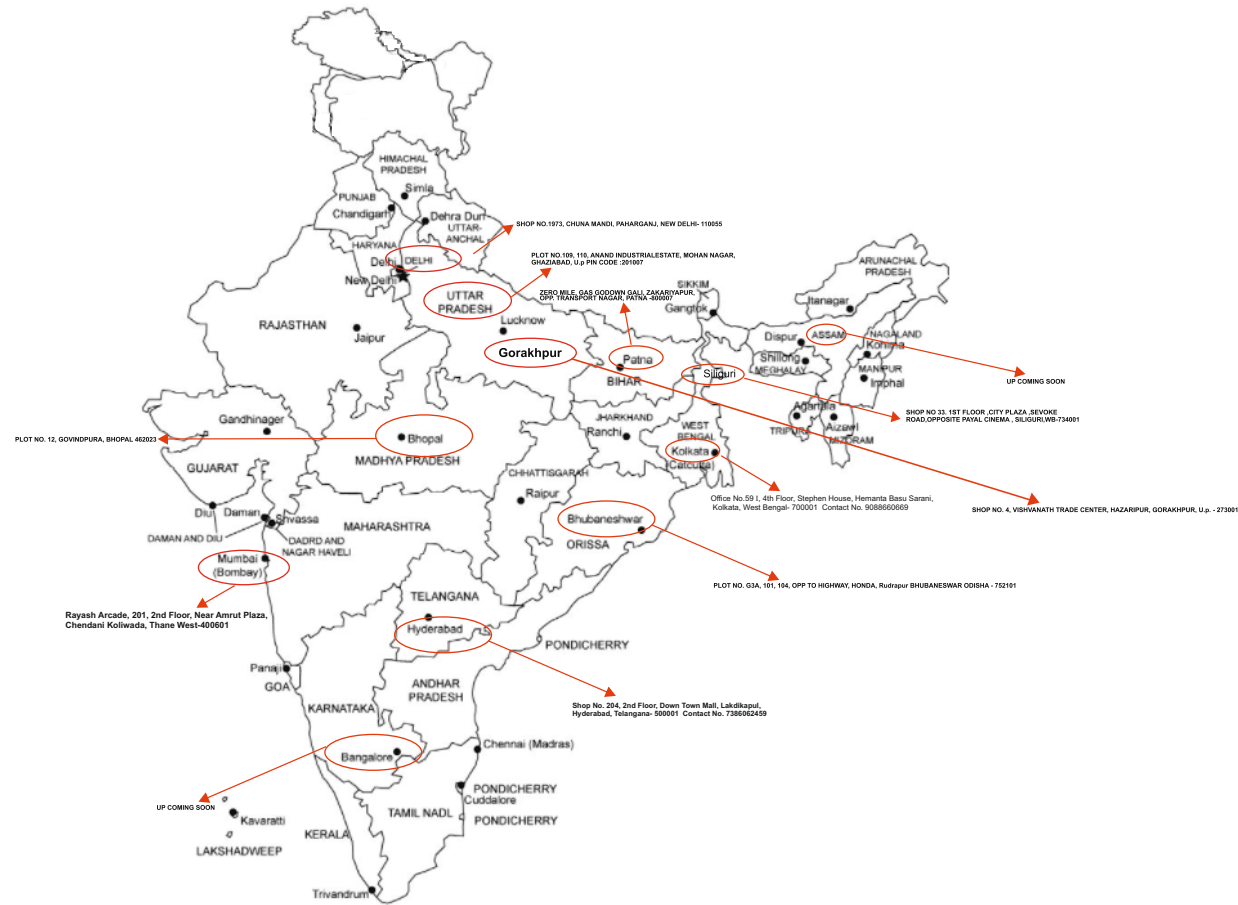 HIMACHAL
PRADESH
Simla
PUNJAB
Chandigarh
Dehra Dun
UTTAR-
ANCHAL
SHOP NO.1973, CHUNA MANDI, PAHARGANJ, NEW DELHI- 110055
HARYANA
Delhi
DELHI
New Delhi
PLOT NO.109, 110, ANAND INDUSTRIALESTATE, MOHAN NAGAR,
GHAZIABAD, U.p PIN CODE :201007
ARUNACHAL
PRADESH
SIKKIM
Gangtok
ZERO MILE, GAS GODOWN GALI, ZAKARIYAPUR,
OPP. TRANSPORT NAGAR, PATNA -800007
UTTAR
PRADESH
Itanagar
RAJASTHAN
Jaipur
Lucknow
Dispur
ASSAM
NAGALAND
Kohima
Gorakhpur
Patna
BIHAR
Shillong
MEGHALAY
MANIPUR
Imphal
Siliguri
UP COMING SOON
Gandhinager
JHARKHAND
Ranchi
Agartala
TRIPURA
Aizawl
MIZORAM
SHOP NO 33. 1ST FLOOR ,CITY PLAZA ,SEVOKE
ROAD,OPPOSITE PAYAL CINEMA , SILIGURI,WB-734001
PLOT NO. 12, GOVINDPURA, BHOPAL 462023
Bhopal
MADHYA PRADESH
WEST
BENGAL
Kolkata
(Catculta)
GUJARAT
CHHATTISGARAH
Raipur
Office No.59 I, 4th Floor, Stephen House, Hemanta Basu Sarani,
Kolkata, West Bengal- 700001 Contact No. 9088660669
SHOP NO. 4, VISHVANATH TRADE CENTER, HAZARIPUR, GORAKHPUR, U.p. - 273001
Diu
Daman
Shvassa
MAHARASHTRA
Bhubaneshwar
ORISSA
DAMAN AND DIU
DADRD AND
NAGAR HAVELI
Mumbai
(Bombay)
PLOT NO. G3A, 101, 104, OPP TO HIGHWAY, HONDA, Rudrapur BHUBANESWAR ODISHA - 752101
Rayash Arcade, 201, 2nd Floor, Near Amrut Plaza,
Chendani Koliwada, Thane West-400601
TELANGANA
Hyderabad
PONDICHERRY
Panaji
GOA
ANDHAR
PRADESH
KARNATAKA
Shop No. 204, 2nd Floor, Down Town Mall, Lakdikapul,
Hyderabad, Telangana- 500001 Contact No. 7386062459
Bangalore
Chennai (Madras)
UP COMING SOON
PONDICHERRY
Cuddalore
Kavaratti
TAMIL NADL
PONDICHERRY
KERALA
LAKSHADWEEP
Trivandrum